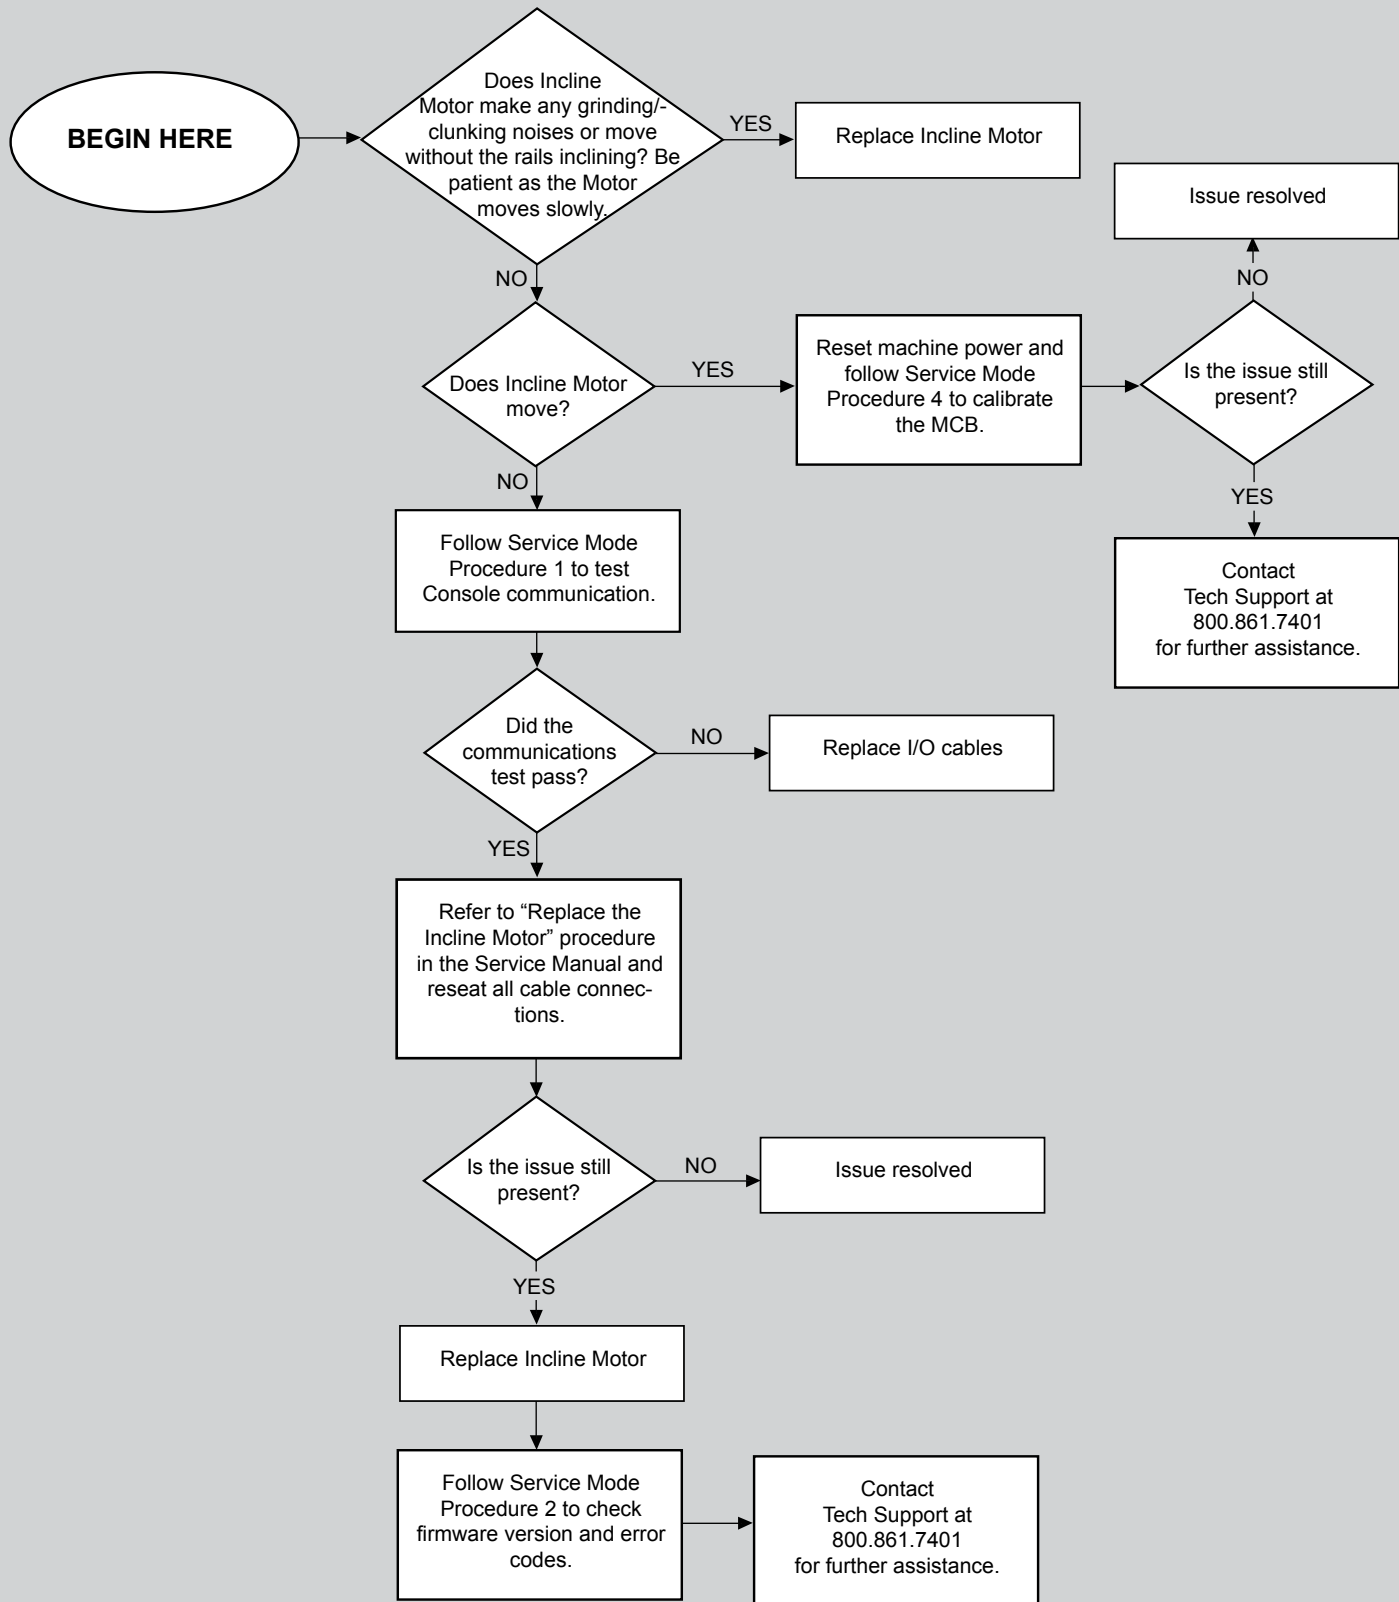 BEGIN HERE
Does Incline
Motor make any grinding/-
clunking noises or move
without the rails inclining? Be
patient as the Motor
moves slowly.
YES
Replace Incline Motor
NO
Does Incline Motor
move?
YES
Reset machine power and
follow Service Mode
Procedure 4 to calibrate
the MCB.
Is the issue still
present?
NO
Issue resolved
YES
Contact
Tech Support at
800.861.7401
for further assistance.
NO
Follow Service Mode
Procedure 1 to test
Console communication.
Did the
communications
test pass?
NO
Replace I/O cables
YES
Refer to “Replace the
Incline Motor” procedure
in the Service Manual and
reseat all cable connec-
tions.
Is the issue still
present?
NO
Issue resolved
YES
Replace Incline Motor
Follow Service Mode
Procedure 2 to check
firmware version and error
codes.
Contact
Tech Support at
800.861.7401
for further assistance.